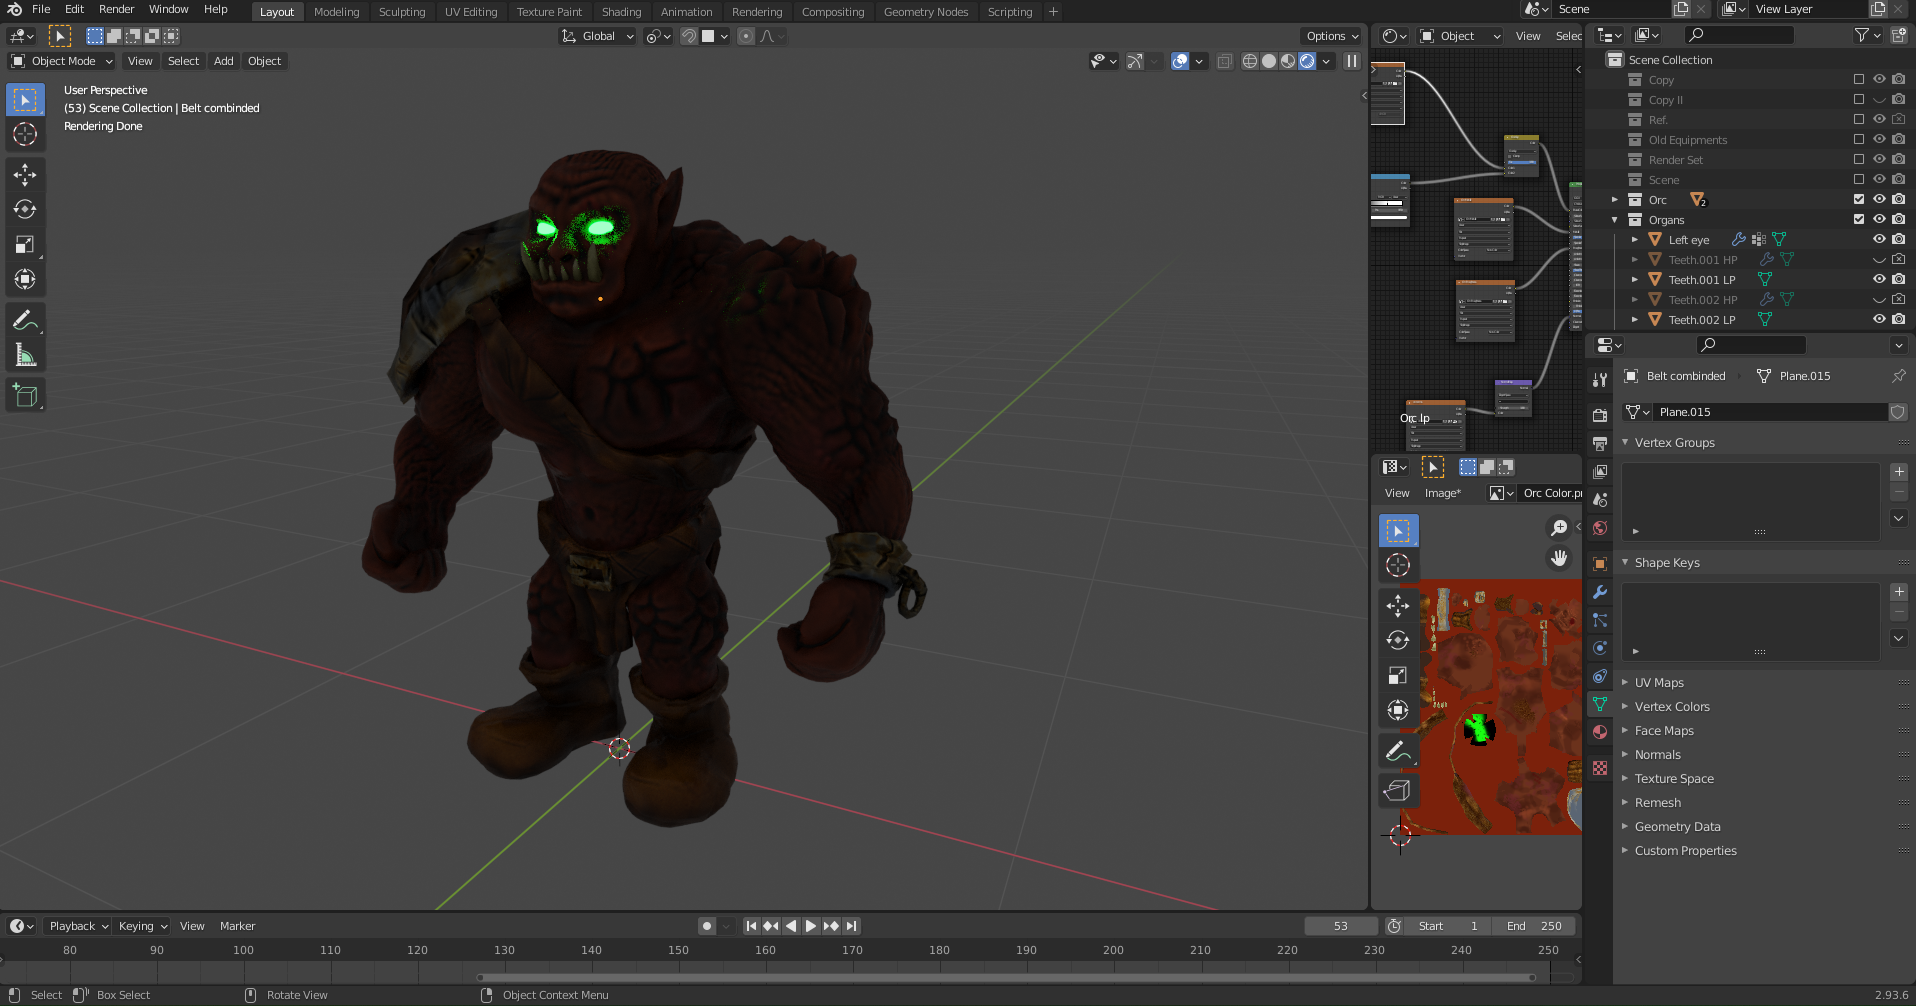 File Edit Render Window Help Layout Modeling Sculpting UV Editing Texture Paint Shading Animation Rendering Compositing Geometry Nodes Scripting + Scene View Layer
Global Options Object View Selec
Object Mode View Select Add Object
User Perspective
(53) Scene Collection | Belt combinded
Rendering Done
Scene Collection
Copy
Copy II
Ref.
Old Equipments
Render Set
Scene
Orc 2
Organs
Left eye
Teeth.001 HP
Teeth.001 LP
Teeth.002 HP
Teeth.002 LP
Belt combinded Plane.015
Plane.015
Vertex Groups
Shape Keys
UV Maps
Vertex Colors
Face Maps
Normals
Texture Space
Remesh
Geometry Data
Custom Properties
Orc lp
View Image* Orc Color.p
Playback Keying View Marker 53 Start 1 End 250
80 90 100 110 120 130 140 150 160 170 180 190 200 210 220 230 240 250
Select Box Select Rotate View Object Context Menu 2.93.6